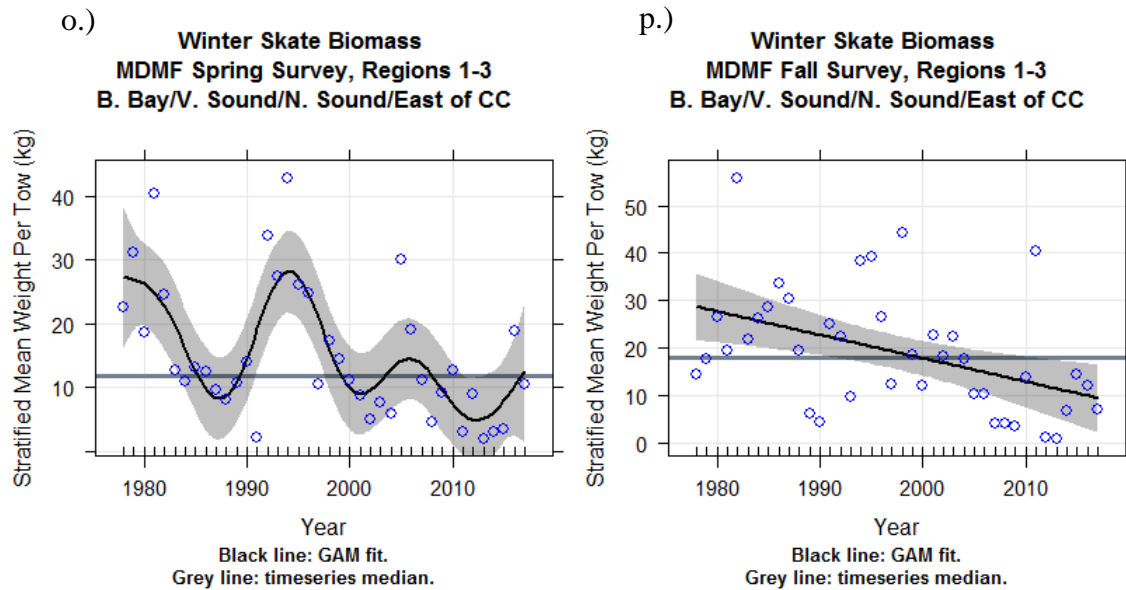 o.)
Winter Skate Biomass
MDMF Spring Survey, Regions 1-3
B. Bay/V. Sound/N. Sound/East of CC
Stratified Mean Weight Per Tow (kg)
40
30
20
10
1980
1990
2000
2010
Year
Black line: GAM fit.
Grey line: timeseries median.
p.)
Winter Skate Biomass
MDMF Fall Survey, Regions 1-3
B. Bay/V. Sound/N. Sound/East of CC
Stratified Mean Weight Per Tow (kg)
50
40
30
20
10
0
1980
1990
2000
2010
Year
Black line: GAM fit.
Grey line: timeseries median.